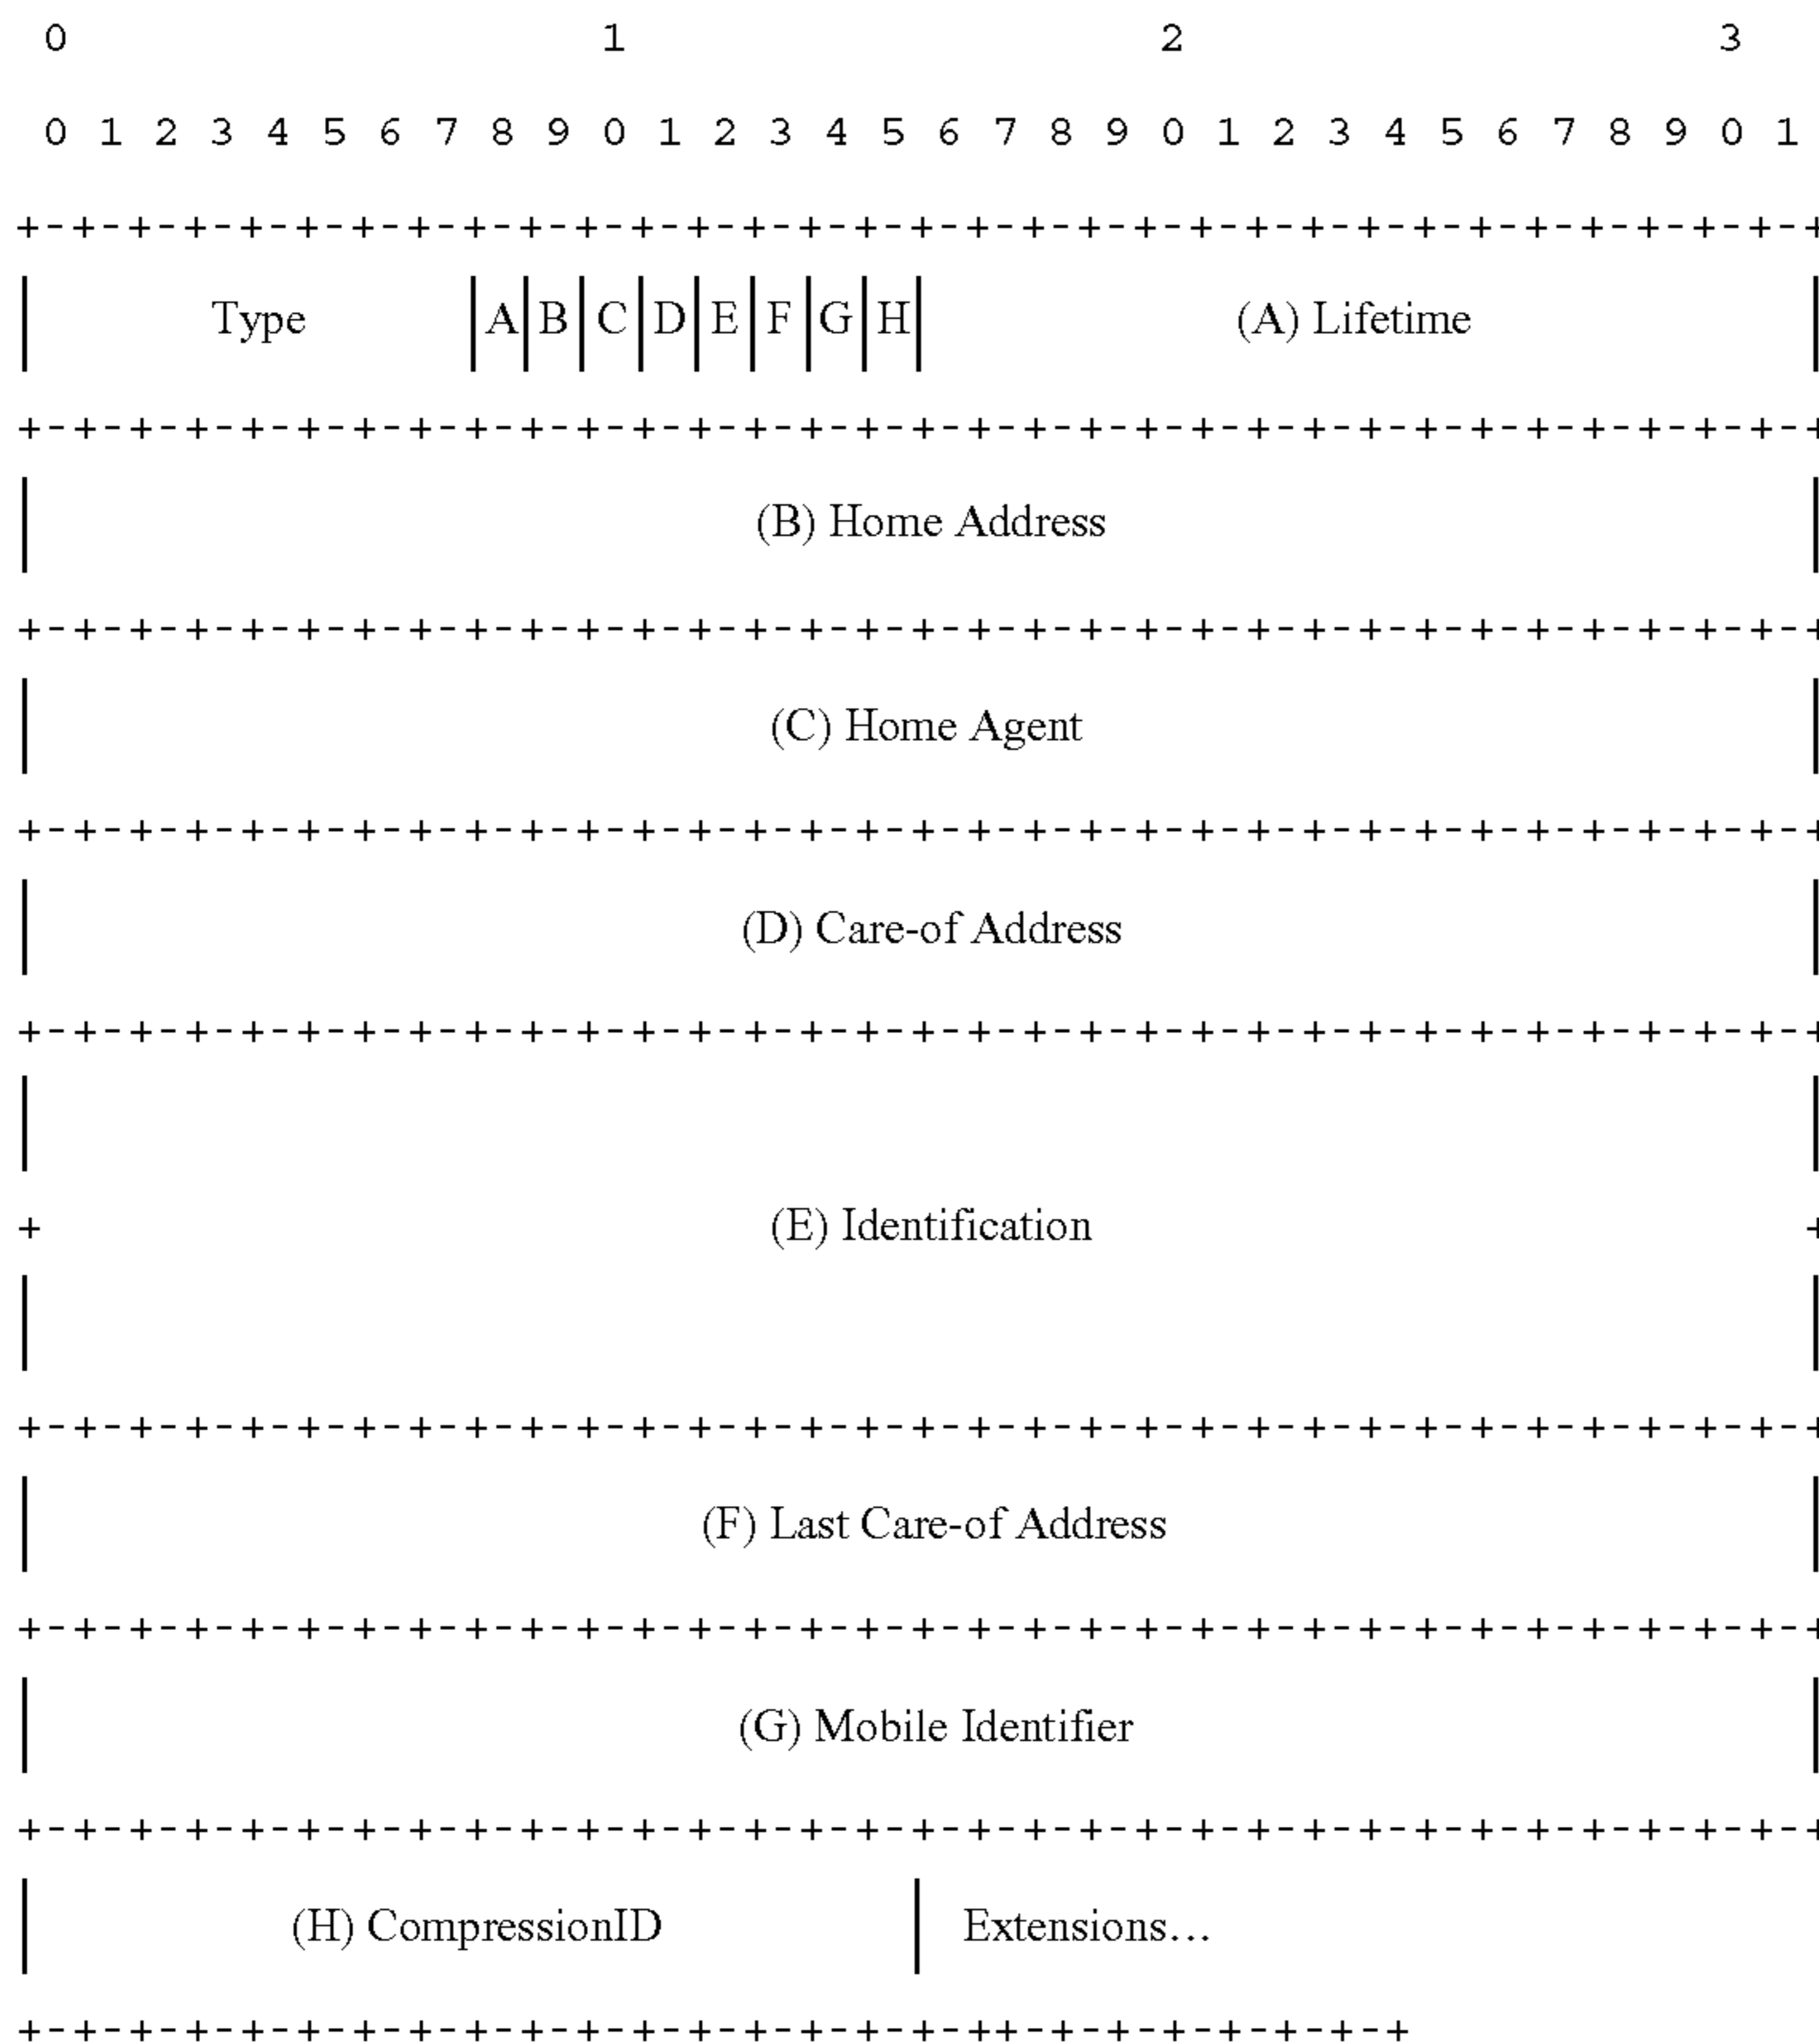 0 1 2 3
0 1 2 3 4 5 6 7 8 9 0 1 2 3 4 5 6 7 8 9 0 1 2 3 4 5 6 7 8 9 0 1
+-+-+-+-+-+-+-+-+-+-+-+-+-+-+-+-+-+-+-+-+-+-+-+-+-+-+-+-+-+-+-+-+
| Type |A|B|C|D|E|F|G|H| (A) Lifetime |
+-+-+-+-+-+-+-+-+-+-+-+-+-+-+-+-+-+-+-+-+-+-+-+-+-+-+-+-+-+-+-+-+
| (B) Home Address |
+-+-+-+-+-+-+-+-+-+-+-+-+-+-+-+-+-+-+-+-+-+-+-+-+-+-+-+-+-+-+-+-+
| (C) Home Agent |
+-+-+-+-+-+-+-+-+-+-+-+-+-+-+-+-+-+-+-+-+-+-+-+-+-+-+-+-+-+-+-+-+
| (D) Care-of Address |
+-+-+-+-+-+-+-+-+-+-+-+-+-+-+-+-+-+-+-+-+-+-+-+-+-+-+-+-+-+-+-+-+
| |
+ (E) Identification +
| |
+-+-+-+-+-+-+-+-+-+-+-+-+-+-+-+-+-+-+-+-+-+-+-+-+-+-+-+-+-+-+-+-+
| (F) Last Care-of Address |
+-+-+-+-+-+-+-+-+-+-+-+-+-+-+-+-+-+-+-+-+-+-+-+-+-+-+-+-+-+-+-+-+
| (G) Mobile Identifier |
+-+-+-+-+-+-+-+-+-+-+-+-+-+-+-+-+-+-+-+-+-+-+-+-+-+-+-+-+-+-+-+-+
| (H) CompressionID | Extensions…
+-+-+-+-+-+-+-+-+-+-+-+-+-+-+-+-+-++-+-+-+-+-+-+-+